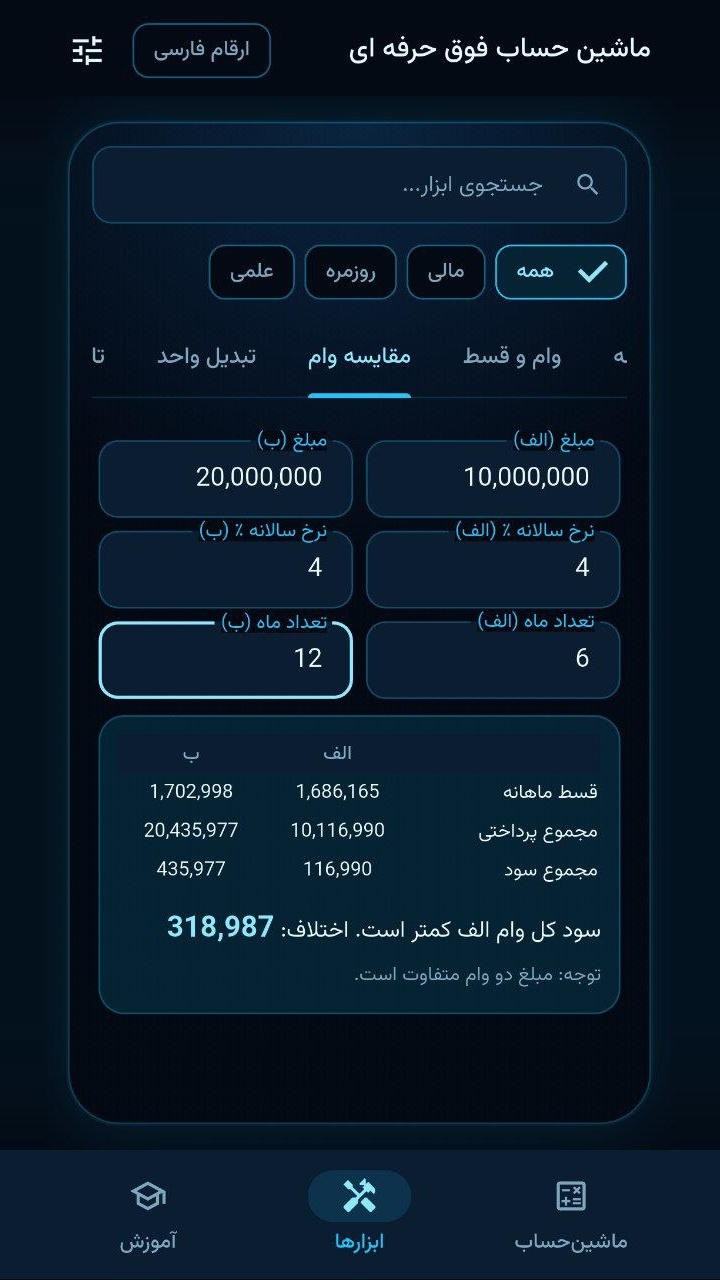 ماشین حساب فوق حرفه ای
ارقام فارسی
جستجوی ابزار...
همه
مالی
روزمره
علمی
ه
وام و قسط
مقایسه وام
تبدیل واحد
تا
مبلغ (الف)
10,000,000
مبلغ (ب)
20,000,000
نرخ سالانه ٪ (الف)
4
نرخ سالانه ٪ (ب)
4
تعداد ماه (الف)
6
تعداد ماه (ب)
12
الف ب
قسط ماهانه 1,686,165 1,702,998
مجموع پرداختی 10,116,990 20,435,977
مجموع سود 116,990 435,977
سود کل وام الف کمتر است. اختلاف: 318,987
توجه: مبلغ دو وام متفاوت است.
ماشین‌حساب
ابزارها
آموزش